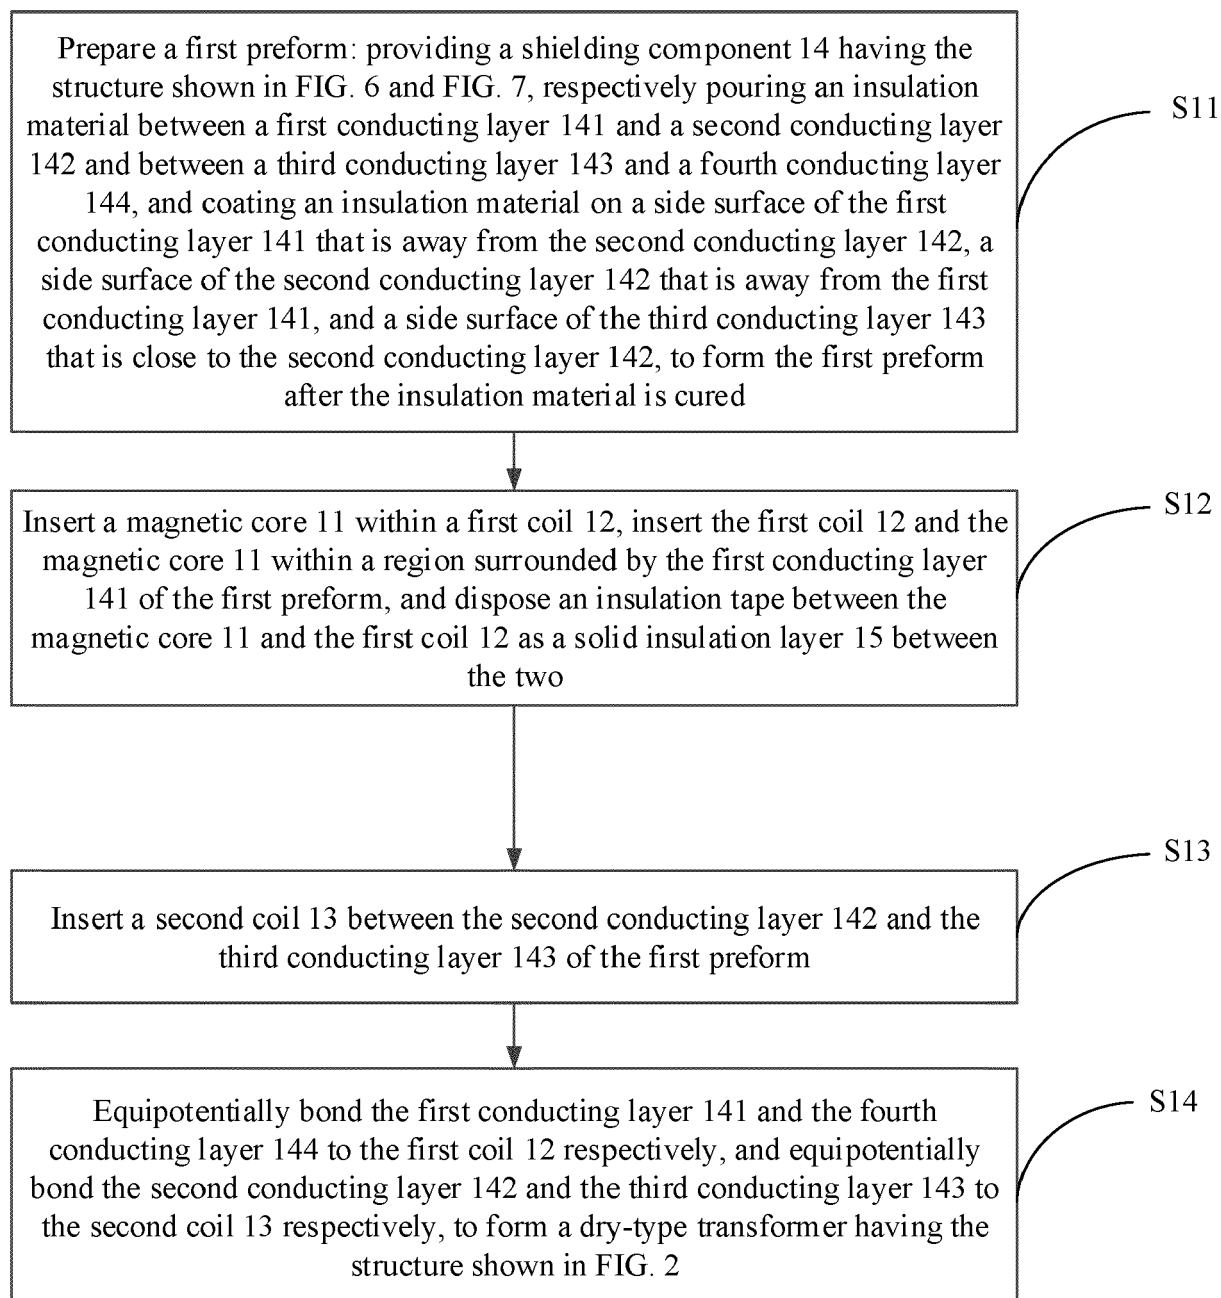 Prepare a first preform: providing a shielding component 14 having the
structure shown in FIG. 6 and FIG. 7, respectively pouring an insulation
material between a first conducting layer 141 and a second conducting layer
142 and between a third conducting layer 143 and a fourth conducting layer
144, and coating an insulation material on a side surface of the first
conducting layer 141 that is away from the second conducting layer 142, a
side surface of the second conducting layer 142 that is away from the first
conducting layer 141, and a side surface of the third conducting layer 143
that is close to the second conducting layer 142, to form the first preform
after the insulation material is cured
S11
Insert a magnetic core 11 within a first coil 12, insert the first coil 12 and the
magnetic core 11 within a region surrounded by the first conducting layer
141 of the first preform, and dispose an insulation tape between the
magnetic core 11 and the first coil 12 as a solid insulation layer 15 between
the two
S12
Insert a second coil 13 between the second conducting layer 142 and the
third conducting layer 143 of the first preform
S13
Equipotentially bond the first conducting layer 141 and the fourth
conducting layer 144 to the first coil 12 respectively, and equipotentially
bond the second conducting layer 142 and the third conducting layer 143 to
the second coil 13 respectively, to form a dry-type transformer having the
structure shown in FIG. 2
S14